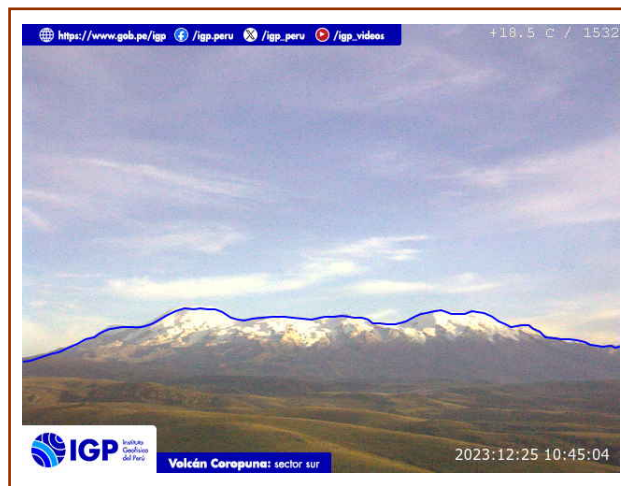 https://www.gob.pe/igp /igp.peru /igp_peru /igp_videos
+18.5 C / 1532
IGP
Instituto
Geofísico
del Perú
Volcán Coropuna: sector sur
2023:12:25 10:45:04